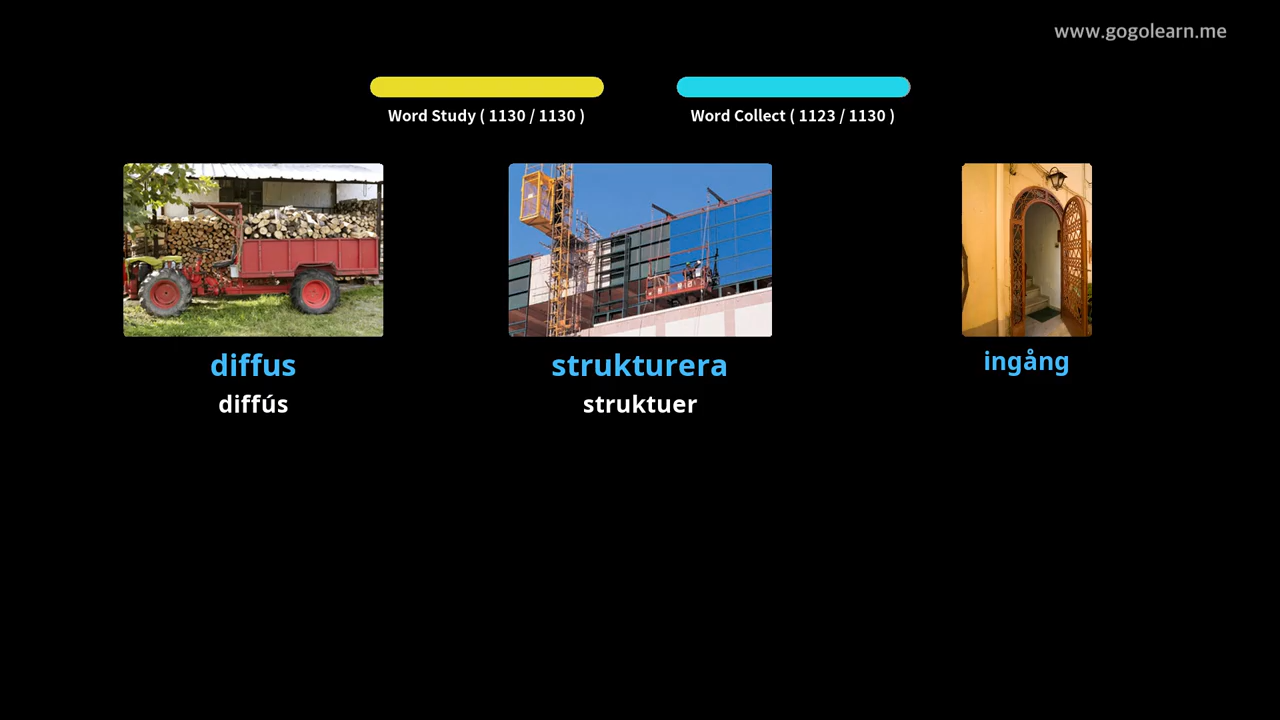 www.gogolearn.me
Word Study ( 1130 / 1130 )
Word Collect ( 1123 / 1130 )
diffus
strukturera
ingång
diffús
struktuer